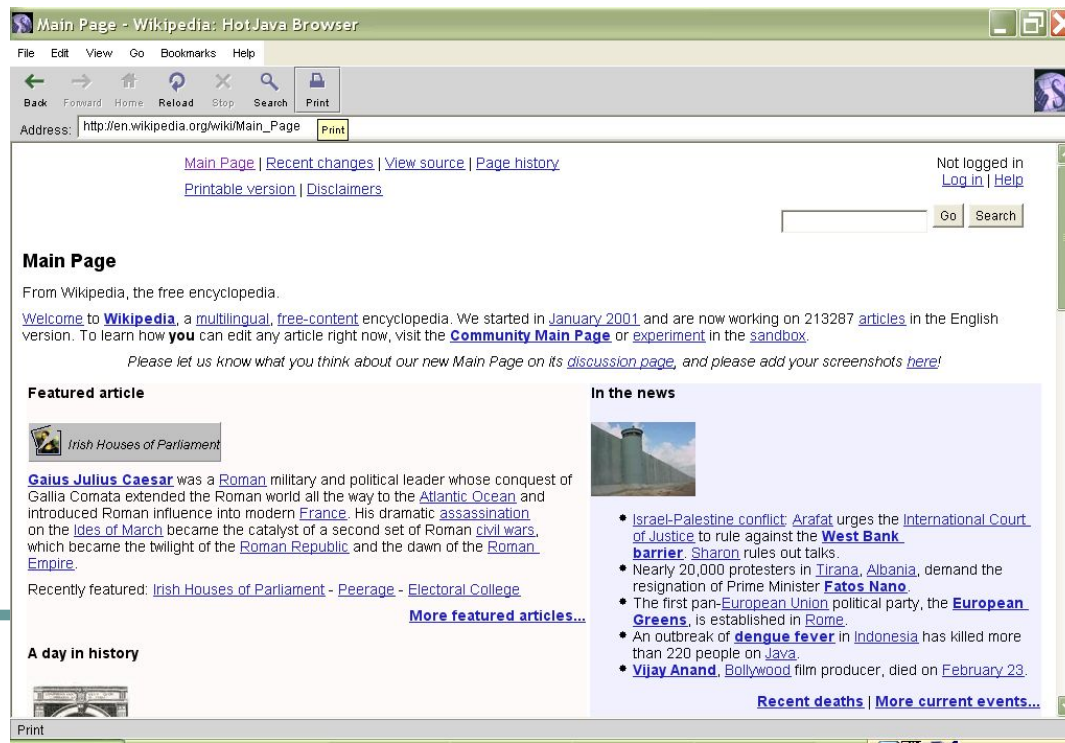 Main Page - Wikipedia: HotJava Browser
File Edit View Go Bookmarks Help
Back Forward Home Reload Stop Search Print
Address: http://en.wikipedia.org/wiki/Main_Page
Print
Main Page | Recent changes | View source | Page history
Not logged in
Printable version | Disclaimers
Log in | Help
Go Search
Main Page
From Wikipedia, the free encyclopedia.
Welcome to Wikipedia, a multilingual, free-content encyclopedia. We started in January 2001 and are now working on 213287 articles in the English
version. To learn how you can edit any article right now, visit the Community Main Page or experiment in the sandbox.
Please let us know what you think about our new Main Page on its discussion page, and please add your screenshots here!
Featured article
Irish Houses of Parliament
Gaius Julius Caesar was a Roman military and political leader whose conquest of
Gallia Comata extended the Roman world all the way to the Atlantic Ocean and
introduced Roman influence into modern France. His dramatic assassination
on the Ides of March became the catalyst of a second set of Roman civil wars,
which became the twilight of the Roman Republic and the dawn of the Roman
Empire.
Recently featured: Irish Houses of Parliament - Peerage - Electoral College
More featured articles...
A day in history
In the news
Israel-Palestine conflict: Arafat urges the International Court
of Justice to rule against the West Bank
barrier. Sharon rules out talks.
Nearly 20,000 protesters in Tirana, Albania, demand the
resignation of Prime Minister Fatos Nano.
The first pan-European Union political party, the European
Greens, is established in Rome.
An outbreak of dengue fever in Indonesia has killed more
than 220 people on Java.
Vijay Anand, Bollywood film producer, died on February 23.
Recent deaths | More current events...
Print